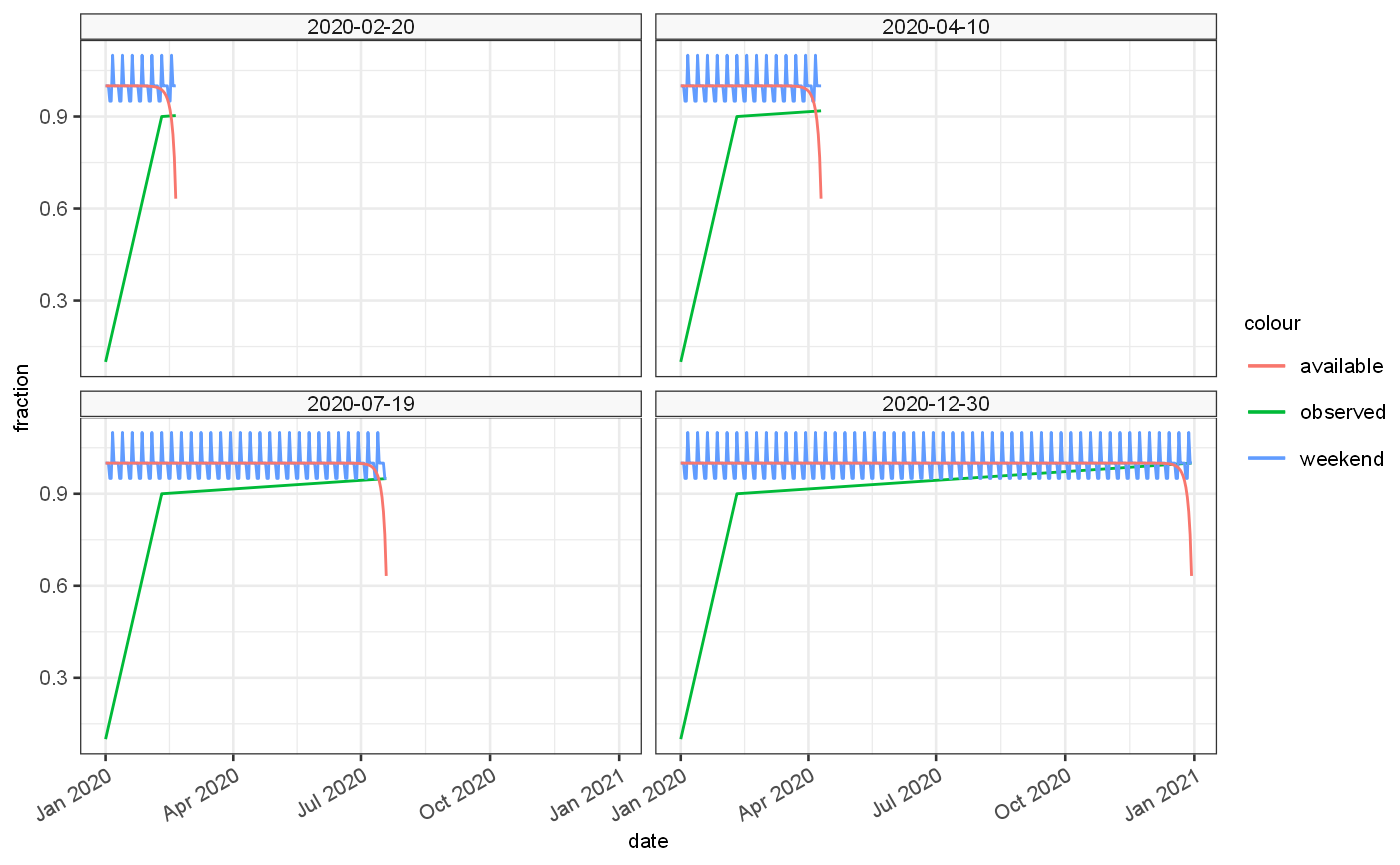 2020-02-20
2020-04-10
0.9
0.6
0.3
2020-07-19
2020-12-30
0.9
0.6
0.3
Jan 2020
Apr 2020
Jul 2020
Oct 2020
Jan 2021
Jan 2020
Apr 2020
Jul 2020
Oct 2020
Jan 2021
date
fraction
colour
available
observed
weekend